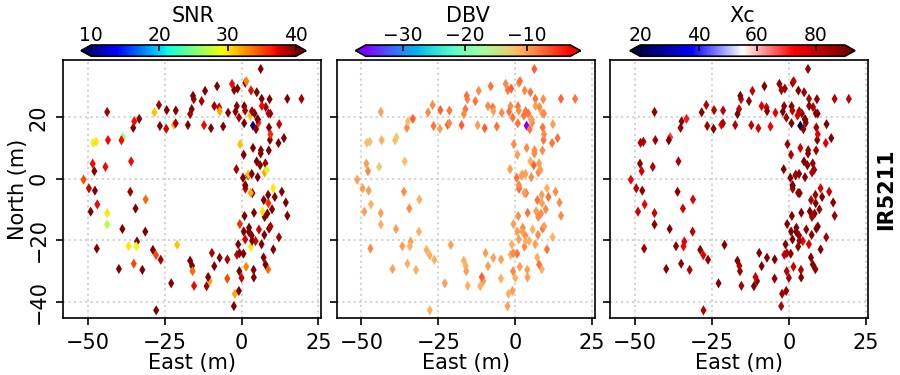 SNR DBV Xc
10 20 30 40 −30 −20 −10 20 40 60 80
20
0
−20
−40
North (m)
IR5211
−50 −25 0 25 −50 −25 0 25 −50 −25 0 25
East (m) East (m) East (m)